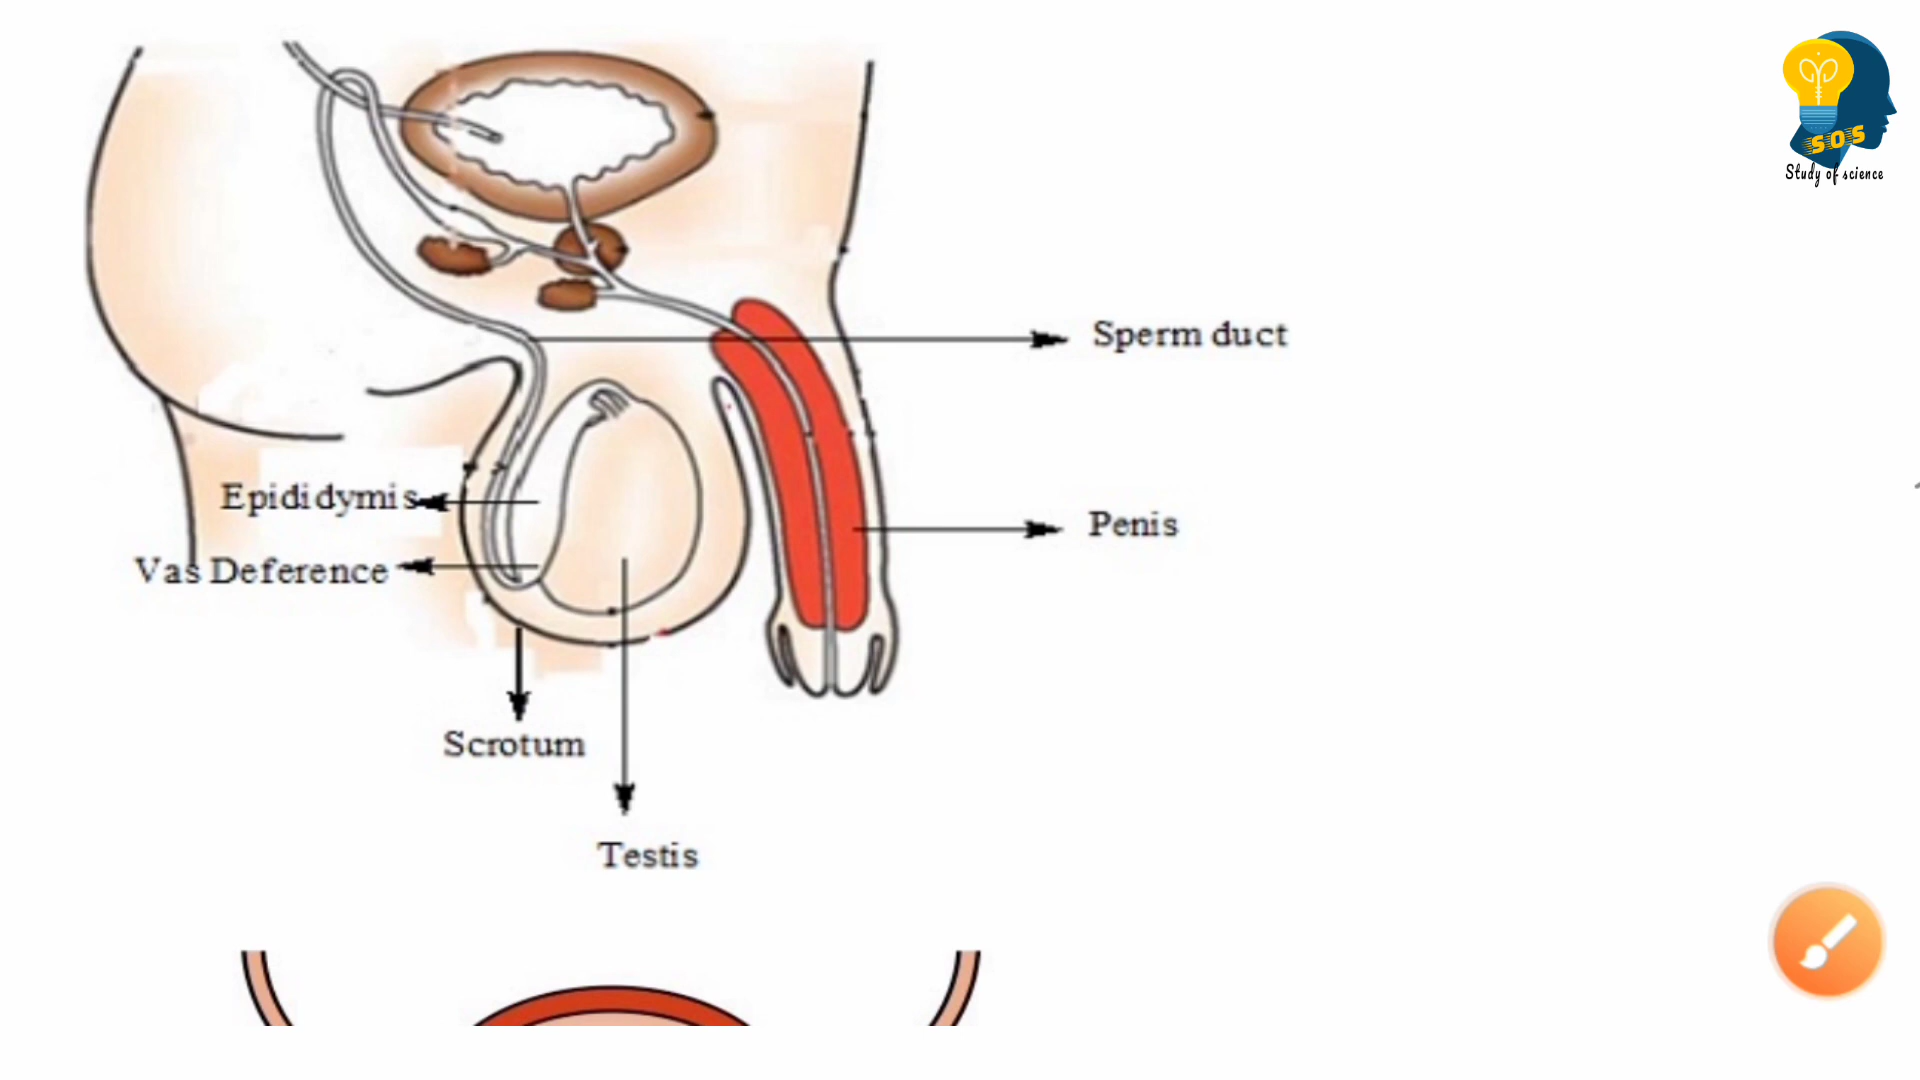 SOS
Study of science
Sperm duct
Epididymis
Penis
Vas Deference
Scrotum
Testis